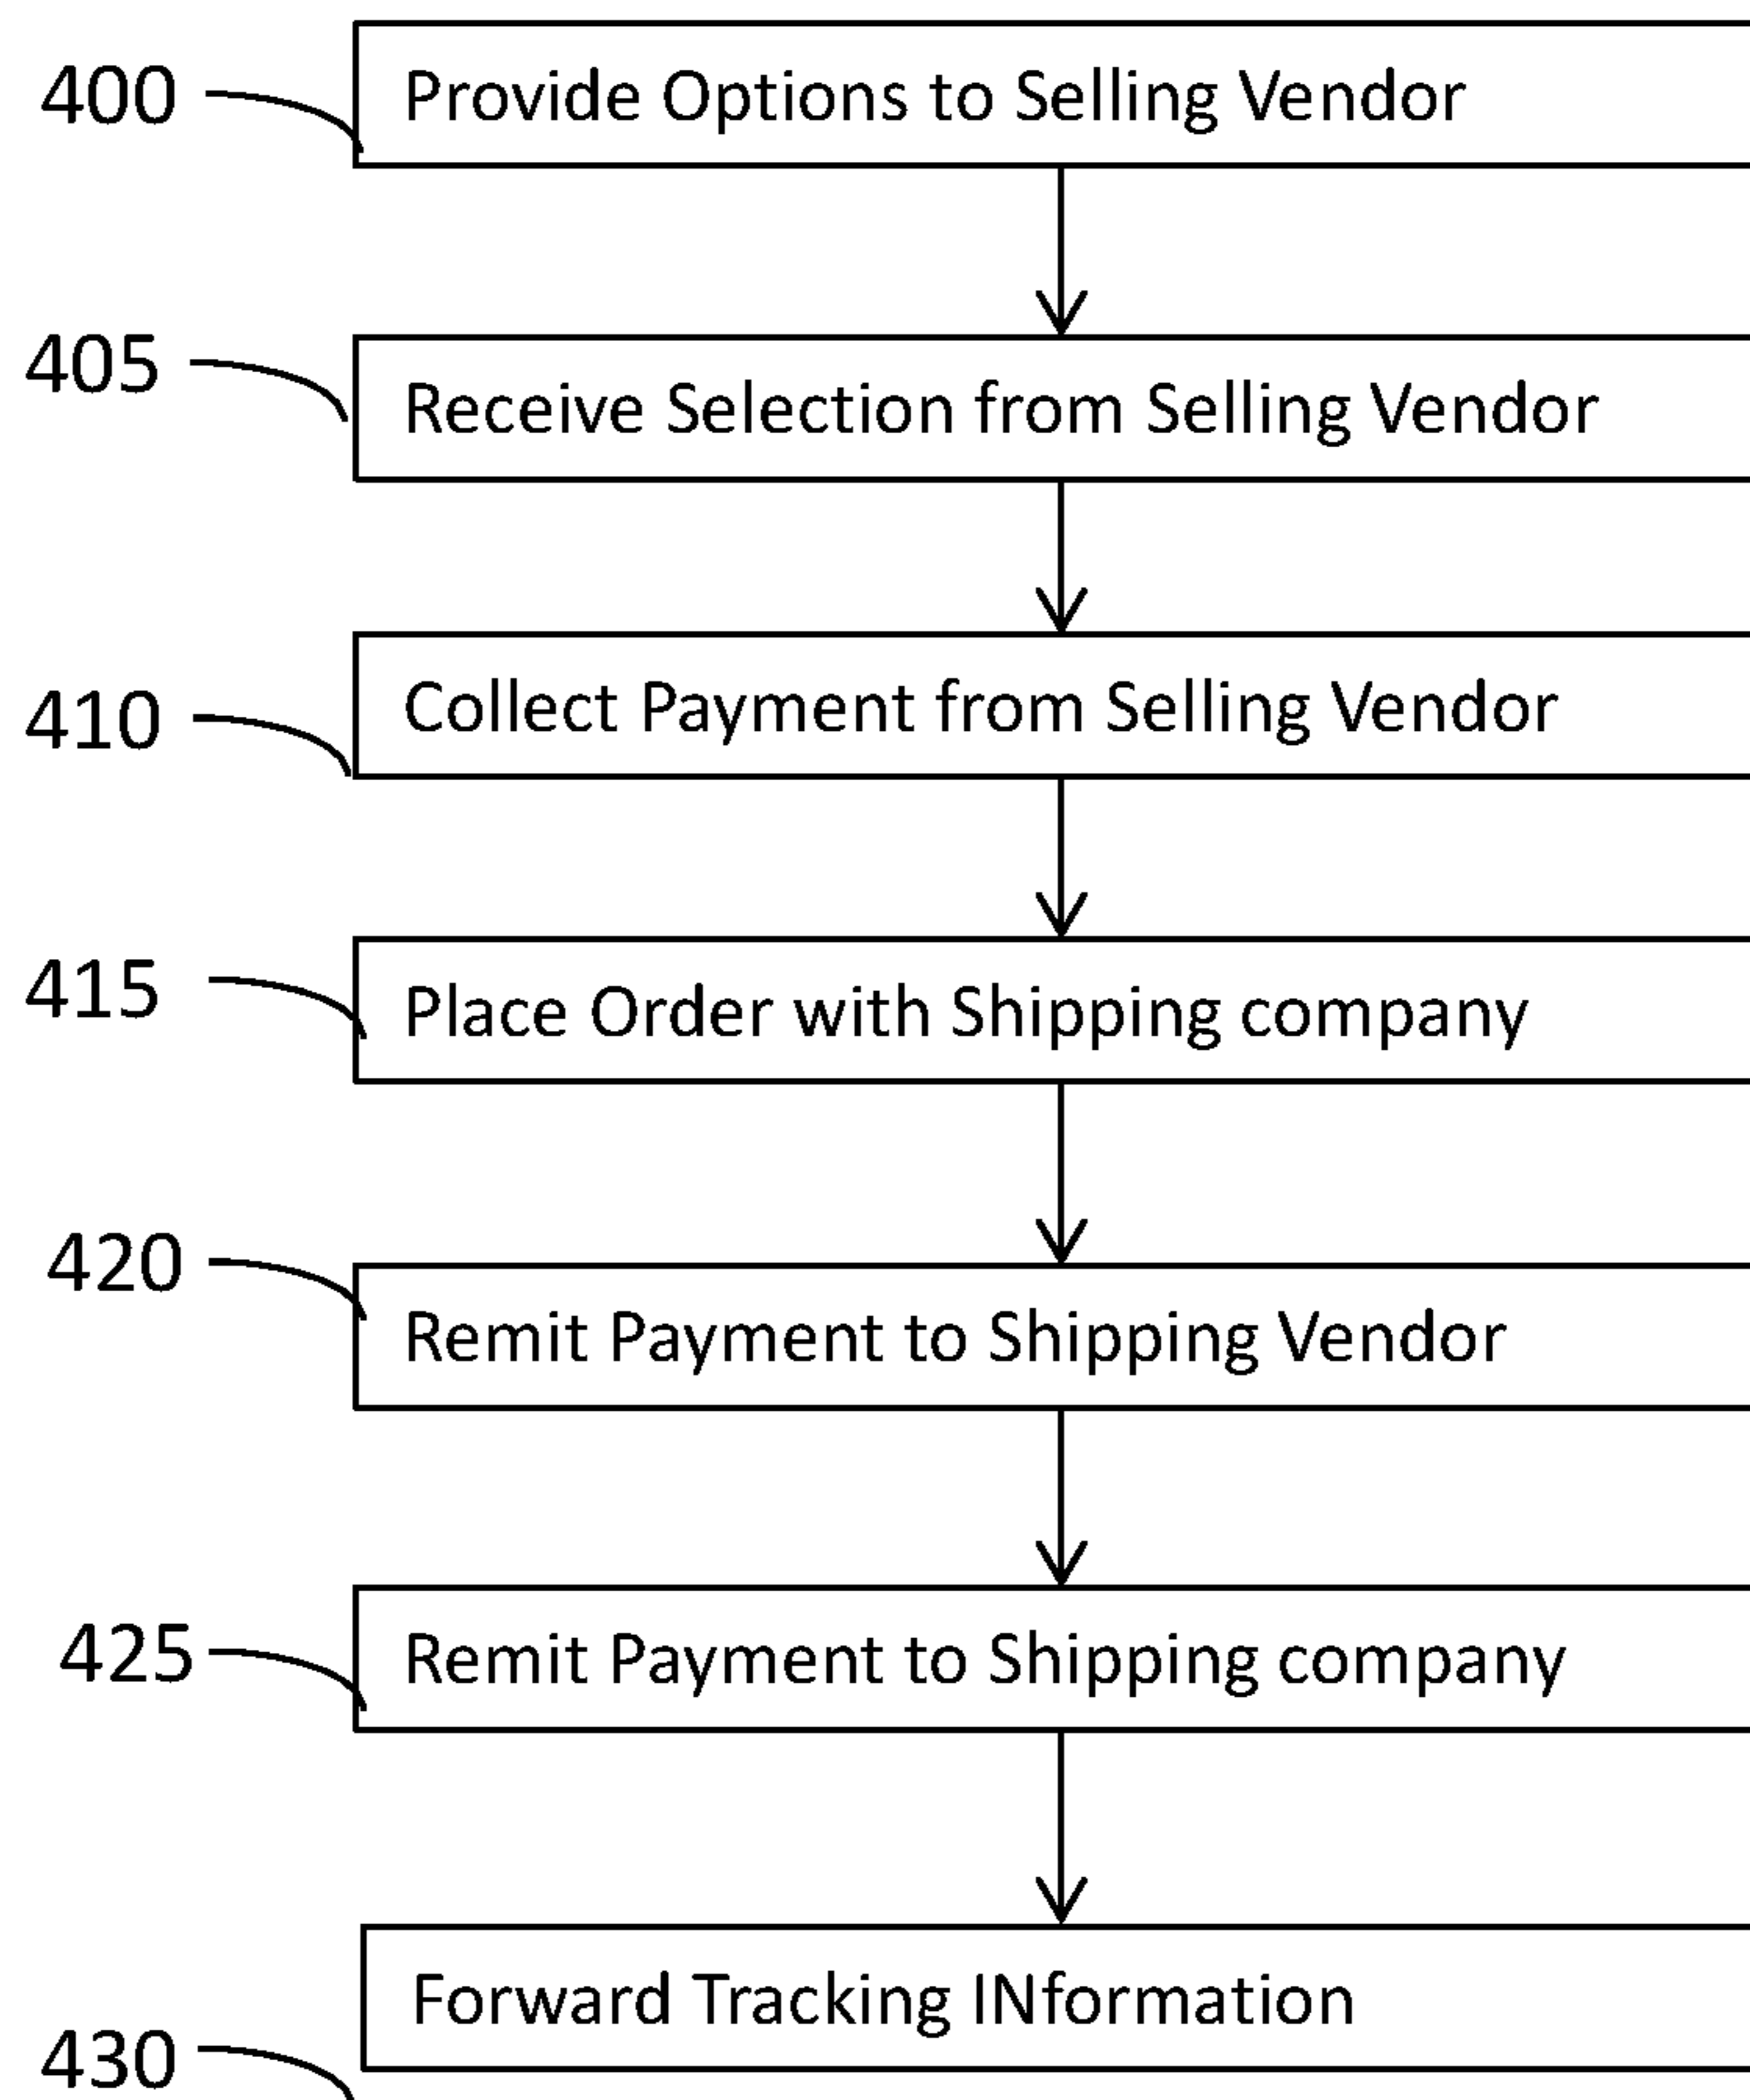 400
Provide Options to Selling Vendor
405
Receive Selection from Selling Vendor
410
Collect Payment from Selling Vendor
415
Place Order with Shipping company
420
Remit Payment to Shipping Vendor
425
Remit Payment to Shipping company
Forward Tracking INformation
430